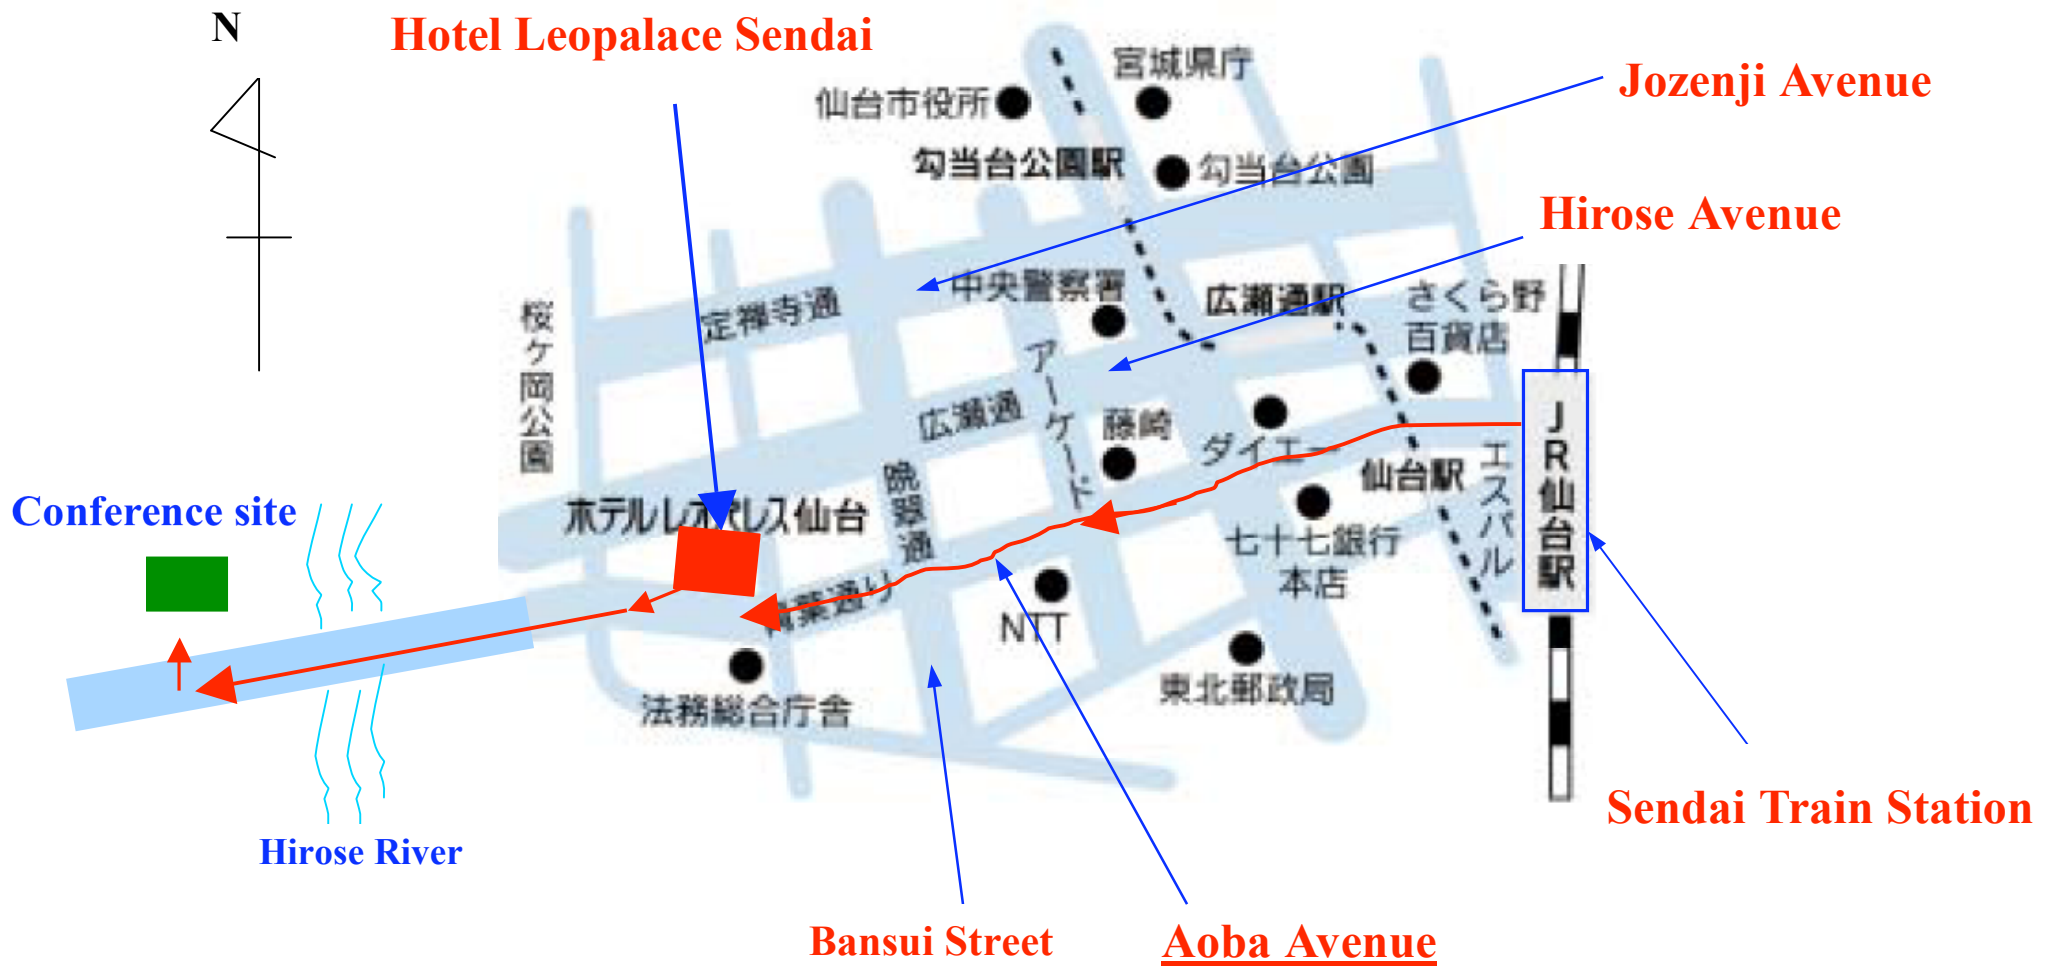 N
Hotel Leopalace Sendai
宮城県庁
仙台市役所
Jozenji Avenue
勾当台公園駅
勾当台公園
Hirose Avenue
中央警察署
広瀬通駅
さくら野
百貨店
定禅寺通
桜ケ岡公園
アーケード
広瀬通
藤崎
ダイエー
仙台駅
エスパル
JR仙台駅
晩翠通
Conference site
ホテルレオパレス仙台
七十七銀行
本店
青葉通り
NTT
東北郵政局
法務総合庁舎
Sendai Train Station
Hirose River
Bansui Street
Aoba Avenue